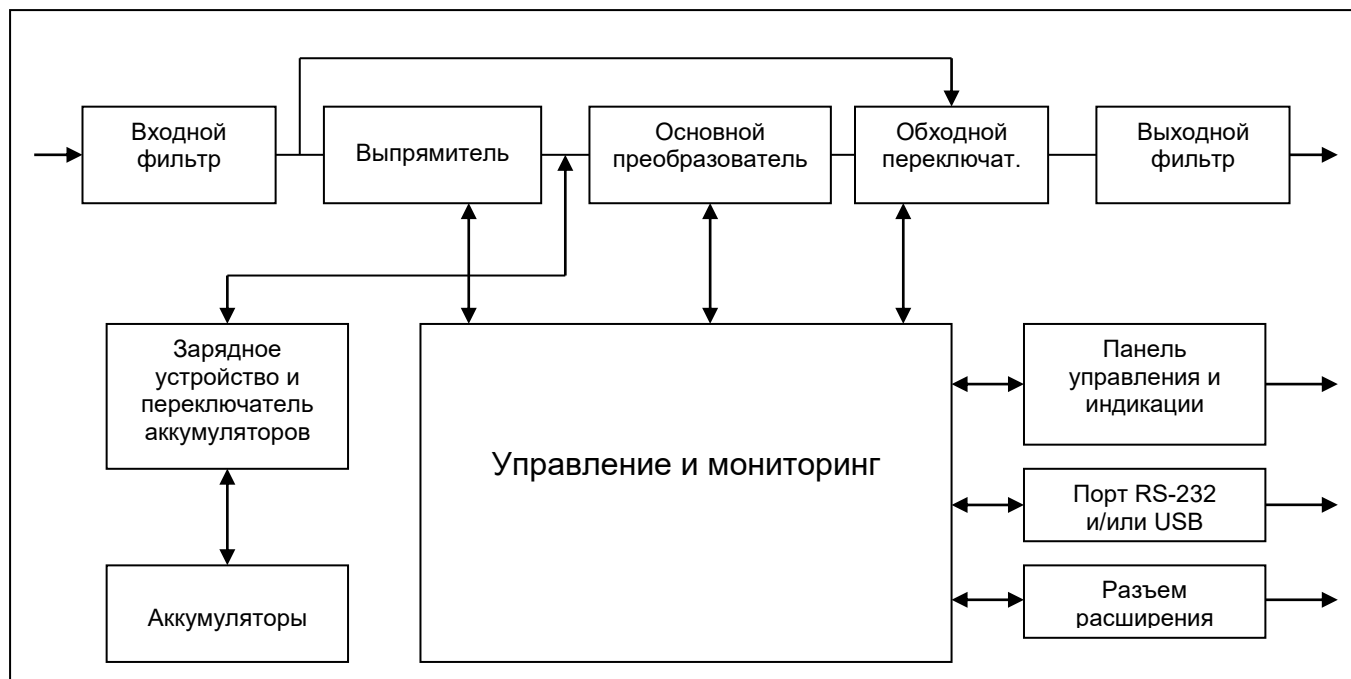 Входной
фильтр
Выпрямитель
Основной
преобразователь
Обходной
переключат.
Выходной
фильтр
Зарядное
устройство и
переключатель
аккумуляторов
Управление и мониторинг
Панель
управления и
индикации
Порт RS-232
и/или USB
Разъем
расширения
Аккумуляторы